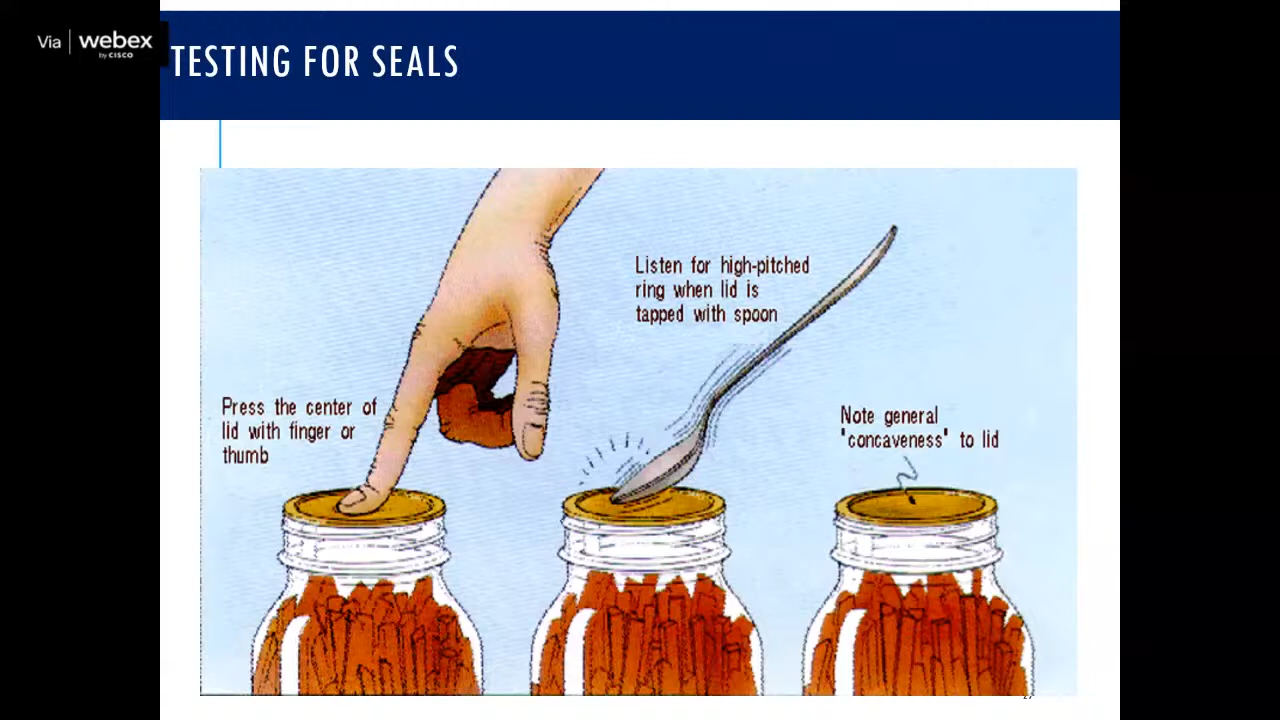 Via webex
by CISCO
TESTING FOR SEALS
Listen for high-pitched
ring when lid is
tapped with spoon
Press the center of
lid with finger or
thumb
Note general
"concaveness" to lid